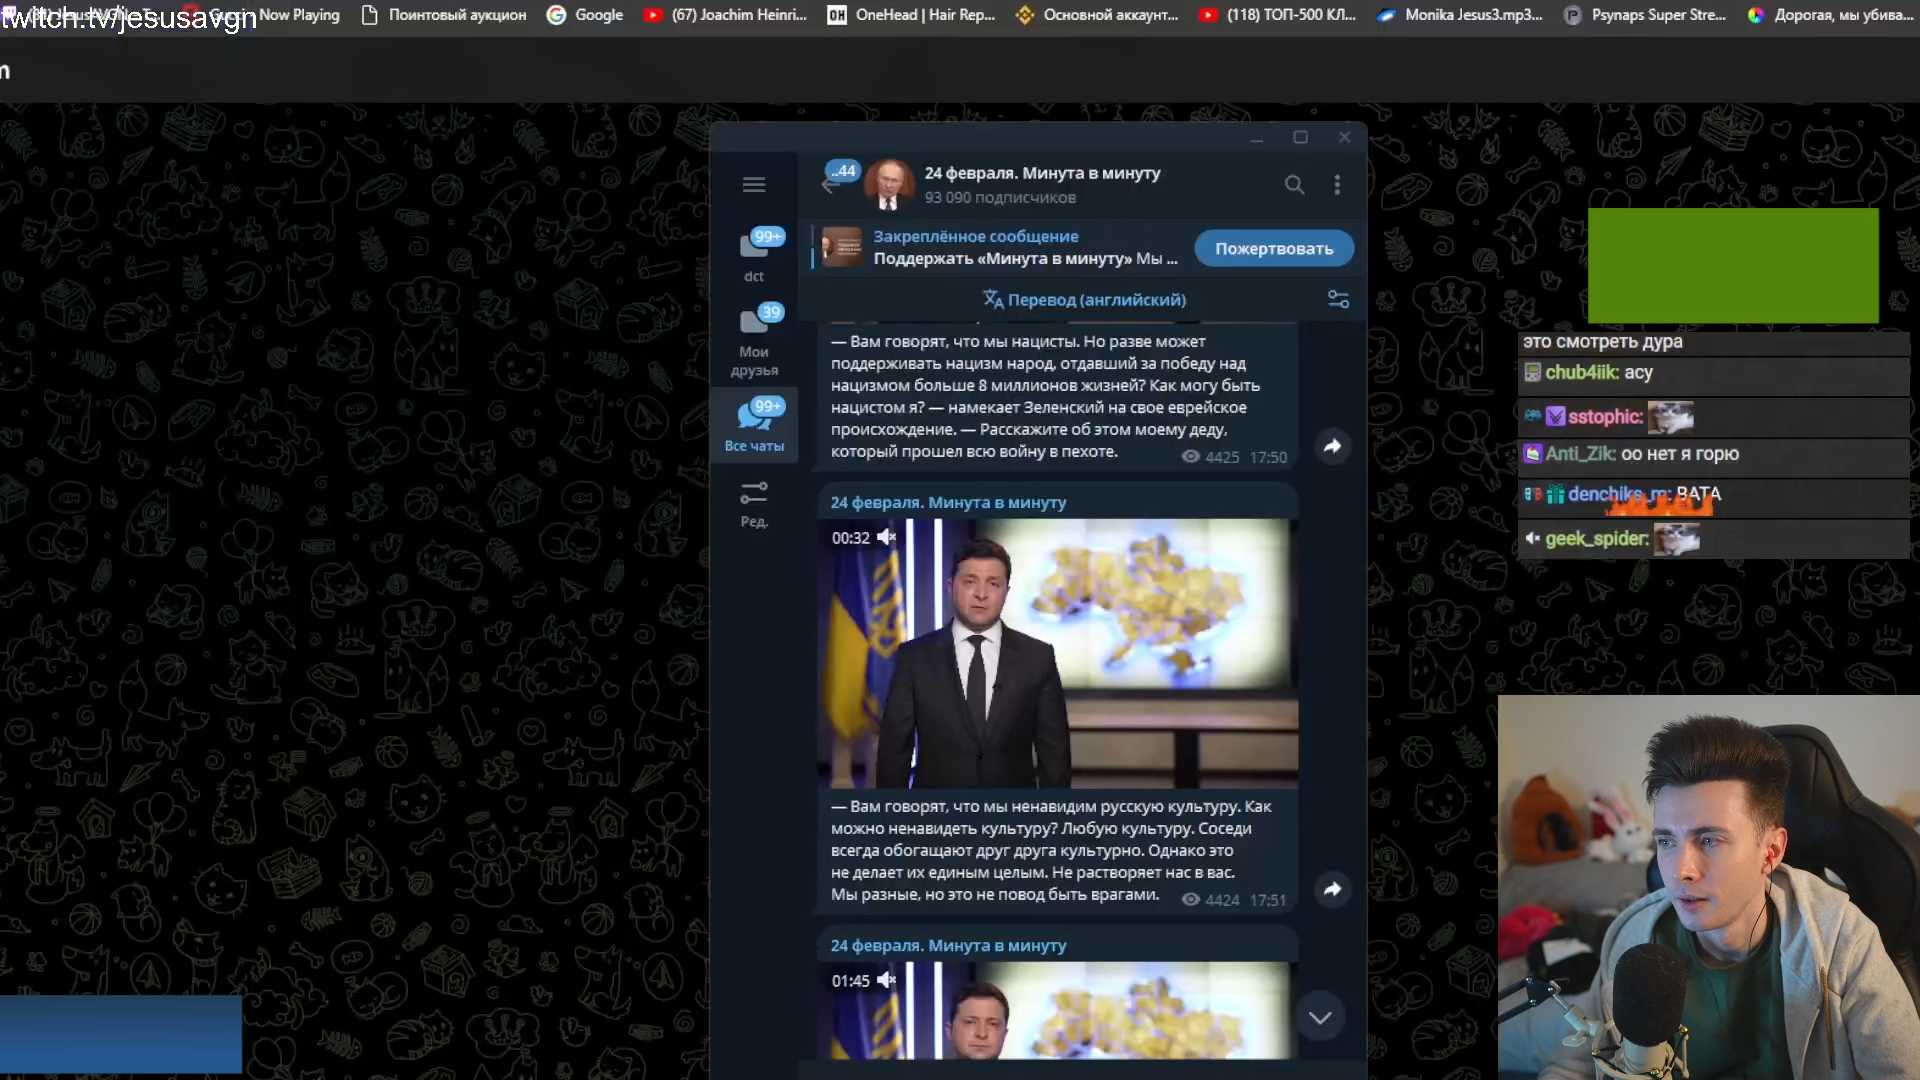 twitch.tv/jesusavgn
Now Playing
Поинтовый аукцион
Google
(67) Joachim Heinri...
OneHead | Hair Rep...
Основной аккаунт...
(118) ТОП-500 КЛ...
Monika Jesus3.mp3...
Psynaps Super Stre...
Дорогая, мы убива...
..44
24 февраля. Минута в минуту
93 090 подписчиков
Закреплённое сообщение
Поддержать «Минута в минуту» Мы ...
Пожертвовать
Перевод (английский)
99+
dct
39
Мои
друзья
99+
Все чаты
Ред.
— Вам говорят, что мы нацисты. Но разве может
поддерживать нацизм народ, отдавший за победу над
нацизмом больше 8 миллионов жизней? Как могу быть
нацистом я? — намекает Зеленский на свое еврейское
происхождение. — Расскажите об этом моему деду,
который прошел всю войну в пехоте.
4425 17:50
24 февраля. Минута в минуту
00:32
— Вам говорят, что мы ненавидим русскую культуру. Как
можно ненавидеть культуру? Любую культуру. Соседи
всегда обогащают друг друга культурно. Однако это
не делает их единым целым. Не растворяет нас в вас.
Мы разные, но это не повод быть врагами.
4424 17:51
24 февраля. Минута в минуту
01:45
это смотреть дура
chub4iik: асу
sstophic:
Anti_Zik: оо нет я горю
denchiks_m: ВАТА
geek_spider: